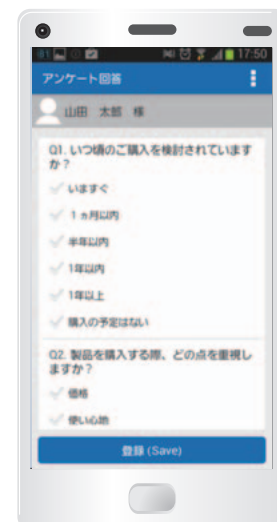 81 17:50
アンケート回答
山田 太郎 様
Q1. いつ頃のご購入を検討されています
か？
いますぐ
1ヵ月以内
半年以内
1年以内
1年以上
購入の予定はない
Q2. 製品を購入する際、どの点を重視し
ますか？
価格
使い心地
登録 (Save)